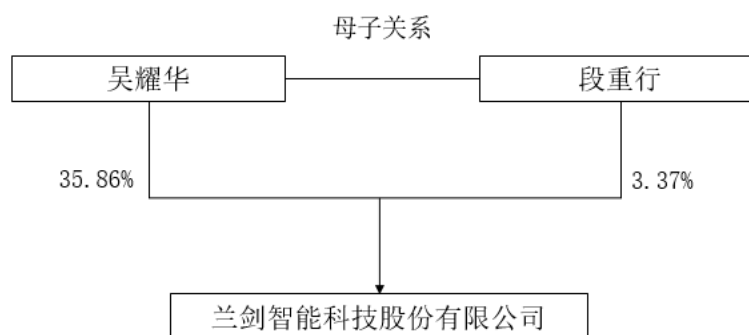 母子关系
吴耀华
段重行
35.86%
3.37%
兰剑智能科技股份有限公司